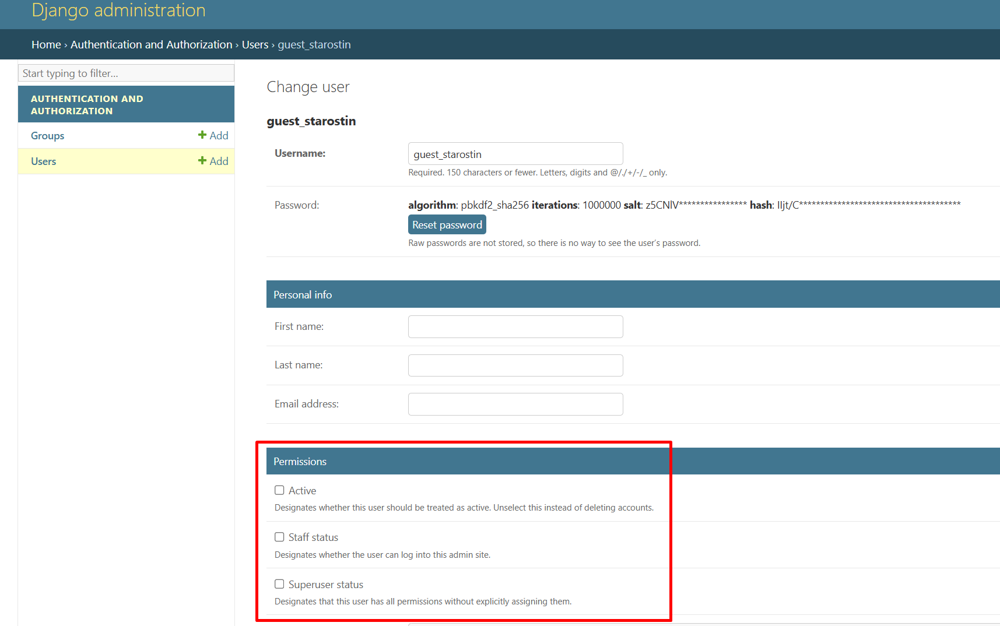 Django administration
Home › Authentication and Authorization › Users › guest_starostin
Start typing to filter...
AUTHENTICATION AND
AUTHORIZATION
Groups + Add
Users + Add
Change user
guest_starostin
Username: guest_starostin
Required. 150 characters or fewer. Letters, digits and @/./+/-/_ only.
Password: algorithm: pbkdf2_sha256 iterations: 1000000 salt: z5CNlV**************** hash: IIjt/C**************************************
Reset password
Raw passwords are not stored, so there is no way to see the user’s password.
Personal info
First name:
Last name:
Email address:
Permissions
Active
Designates whether this user should be treated as active. Unselect this instead of deleting accounts.
Staff status
Designates whether the user can log into this admin site.
Superuser status
Designates that this user has all permissions without explicitly assigning them.